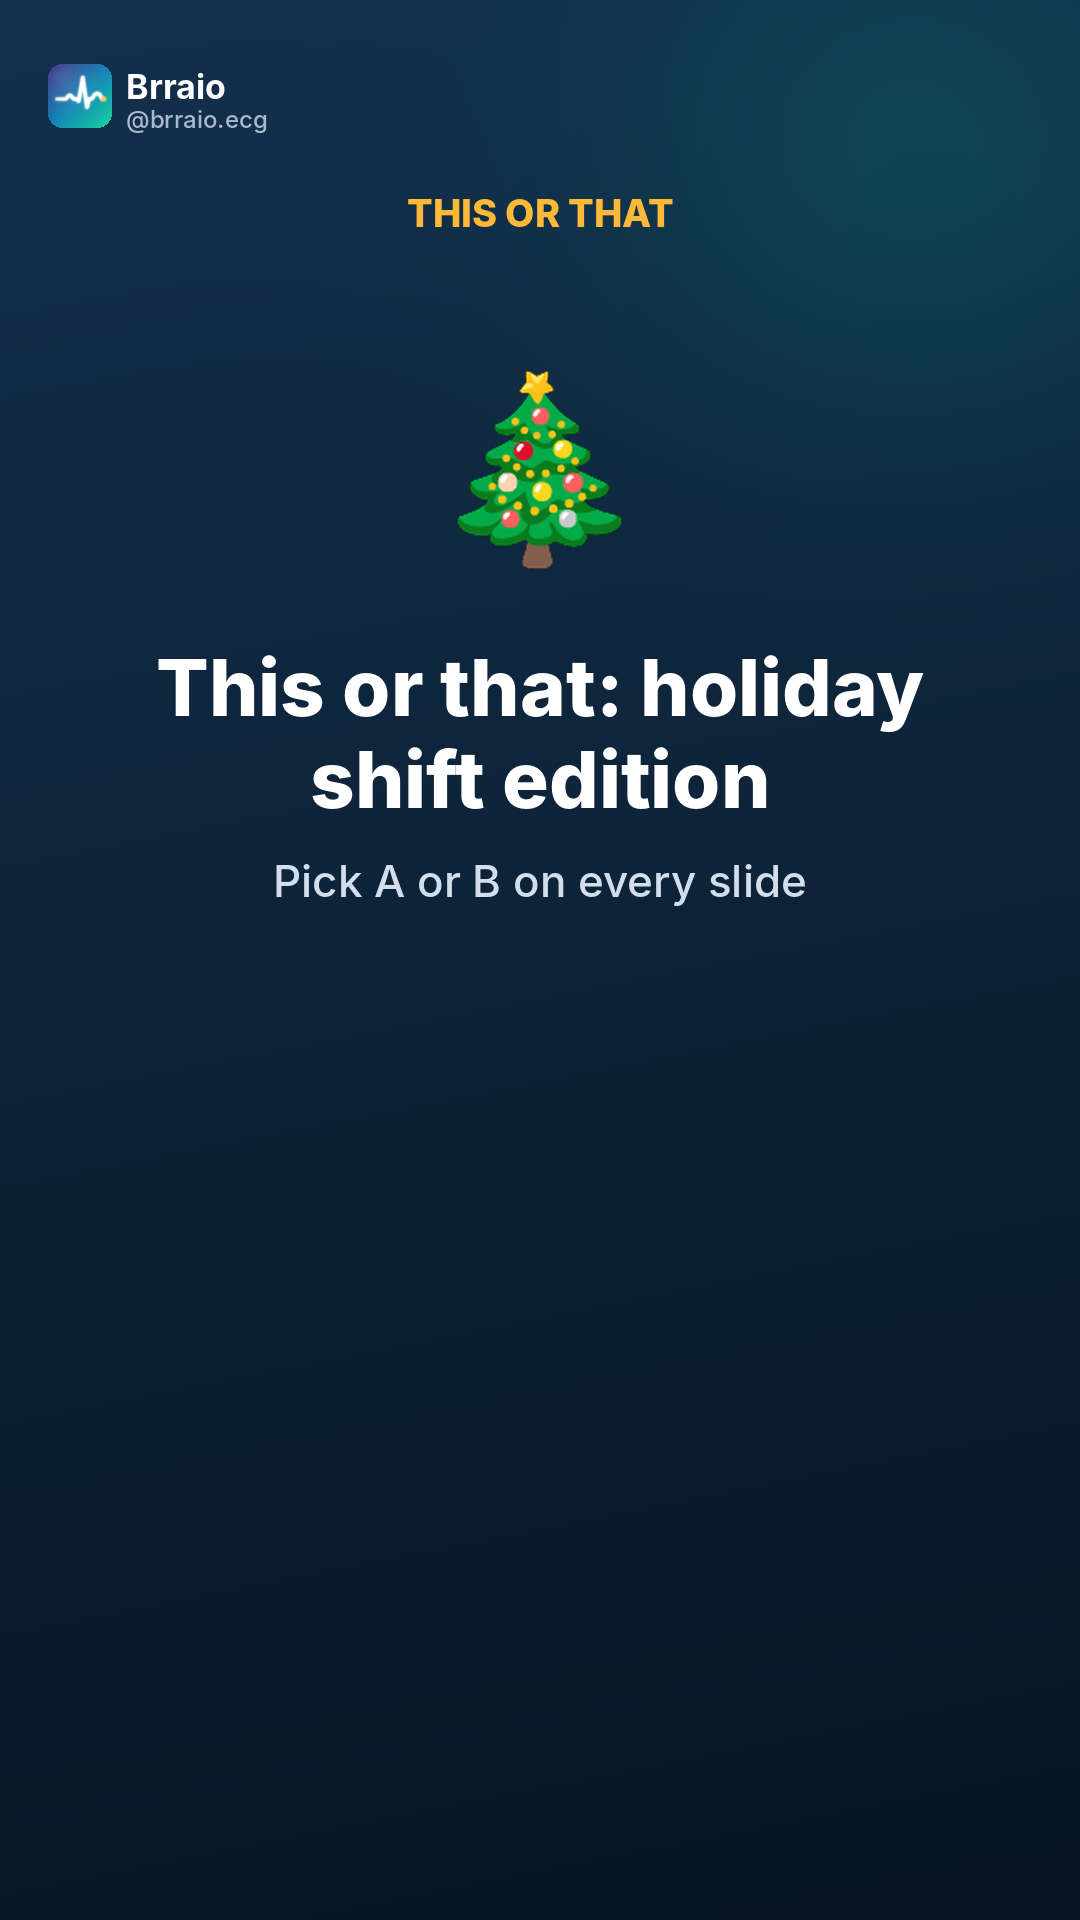 Brraio
@brraio.ecg
THIS OR THAT
This or that: holiday
shift edition
Pick A or B on every slide